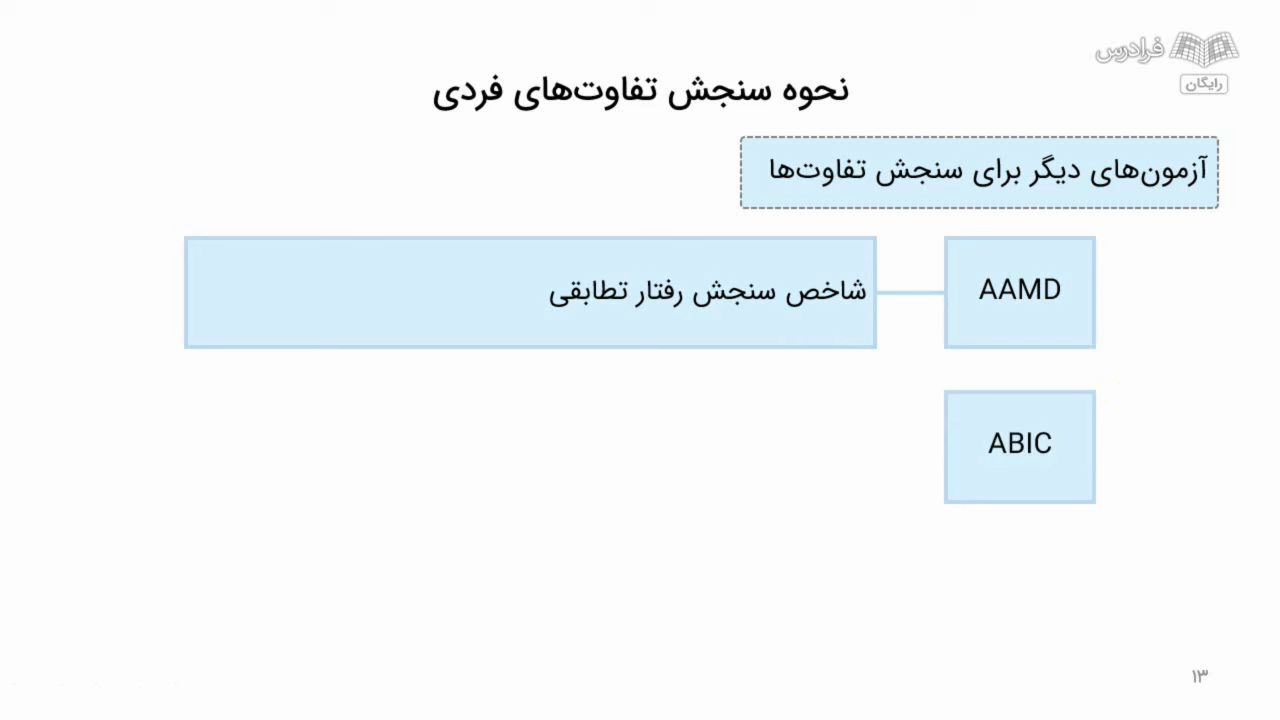 فرادرس
رایگان
نحوه سنجش تفاوت‌های فردی
آزمون‌های دیگر برای سنجش تفاوت‌ها
AAMD
شاخص سنجش رفتار تطابقی
ABIC
۱۳